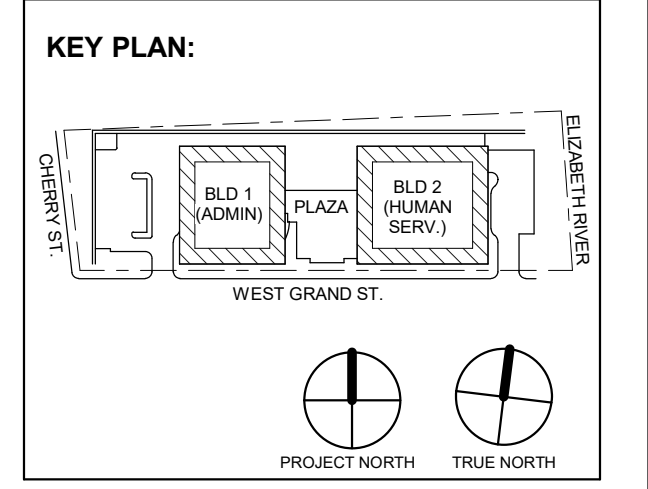 KEY PLAN:
CHERRY ST.
BLD 1
(ADMIN)
PLAZA
BLD 2
(HUMAN
SERV.)
ELIZABETH RIVER
WEST GRAND ST.
PROJECT NORTH
TRUE NORTH